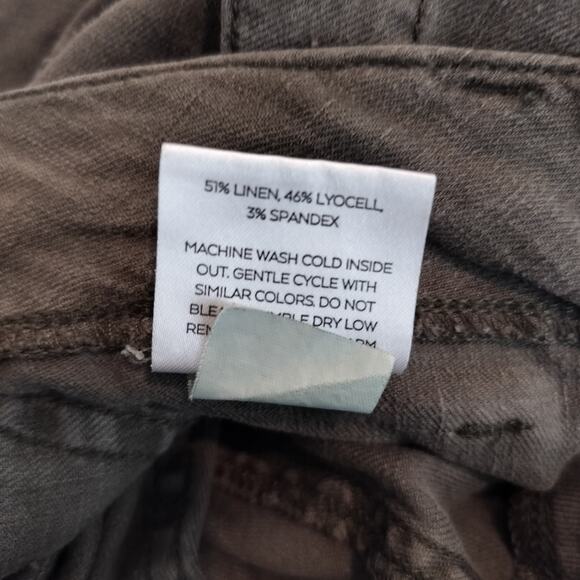 51% LINEN, 46% LYOCELL,
3% SPANDEX
MACHINE WASH COLD INSIDE
OUT. GENTLE CYCLE WITH
SIMILAR COLORS. DO NOT
DRY LOW